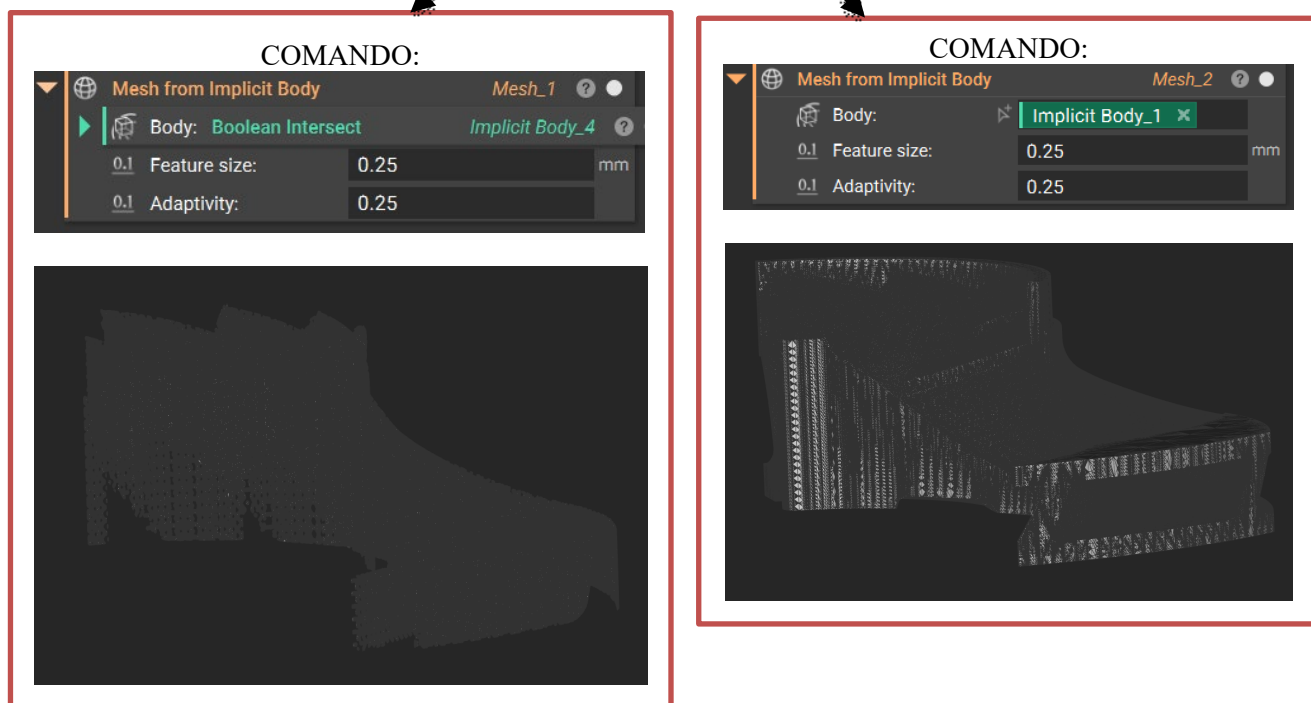 COMANDO:
Mesh from Implicit Body Mesh_1 ?
Body: Boolean Intersect Implicit Body_4 ?
0.1 Feature size: 0.25 mm
0.1 Adaptivity: 0.25
COMANDO:
Mesh from Implicit Body Mesh_2 ?
Body: Implicit Body_1 ×
0.1 Feature size: 0.25 mm
0.1 Adaptivity: 0.25